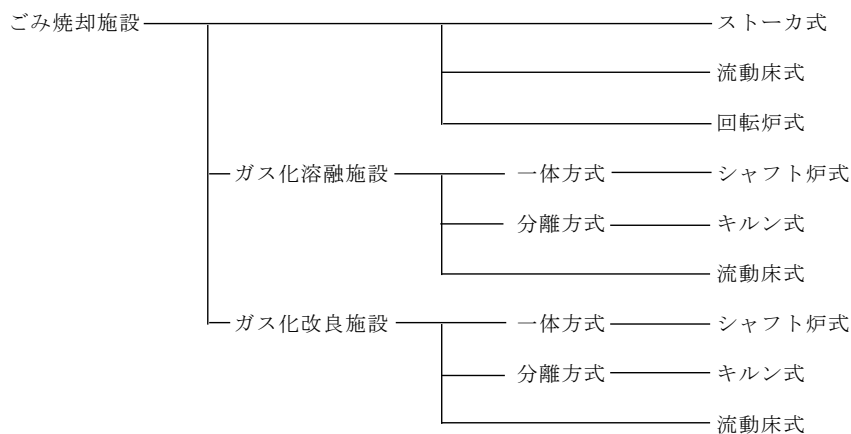 ごみ焼却施設 ストーカ式
流動床式
回転炉式
ガス化溶融施設 一体方式 シャフト炉式
分離方式 キルン式
流動床式
ガス化改良施設 一体方式 シャフト炉式
分離方式 キルン式
流動床式